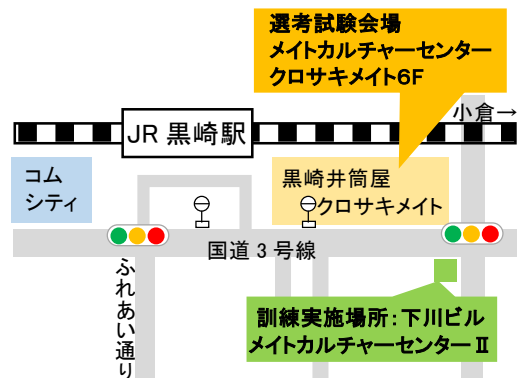 選考試験会場
メイトカルチャーセンター
クロサキメイト6F
小倉→
JR 黒崎駅
コム
シティ
黒崎井筒屋
クロサキメイト
国道 3 号線
ふれあい通り
訓練実施場所：下川ビル
メイトカルチャーセンターⅡ